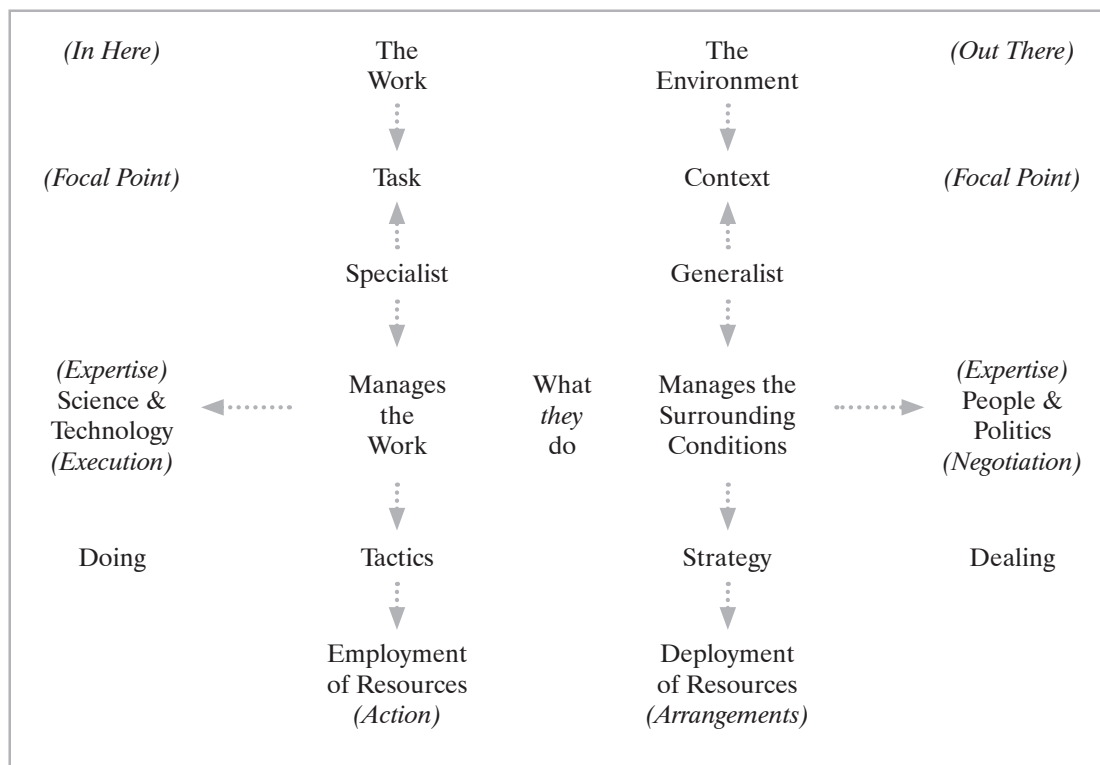 (In Here)
The
Work
The
Environment
(Out There)
(Focal Point)
Task
Context
(Focal Point)
Specialist
Generalist
(Expertise)
Science &
Technology
(Execution)
Manages
the
Work
What
they
do
Manages the
Surrounding
Conditions
(Expertise)
People &
Politics
(Negotiation)
Doing
Tactics
Strategy
Dealing
Employment
of Resources
(Action)
Deployment
of Resources
(Arrangements)